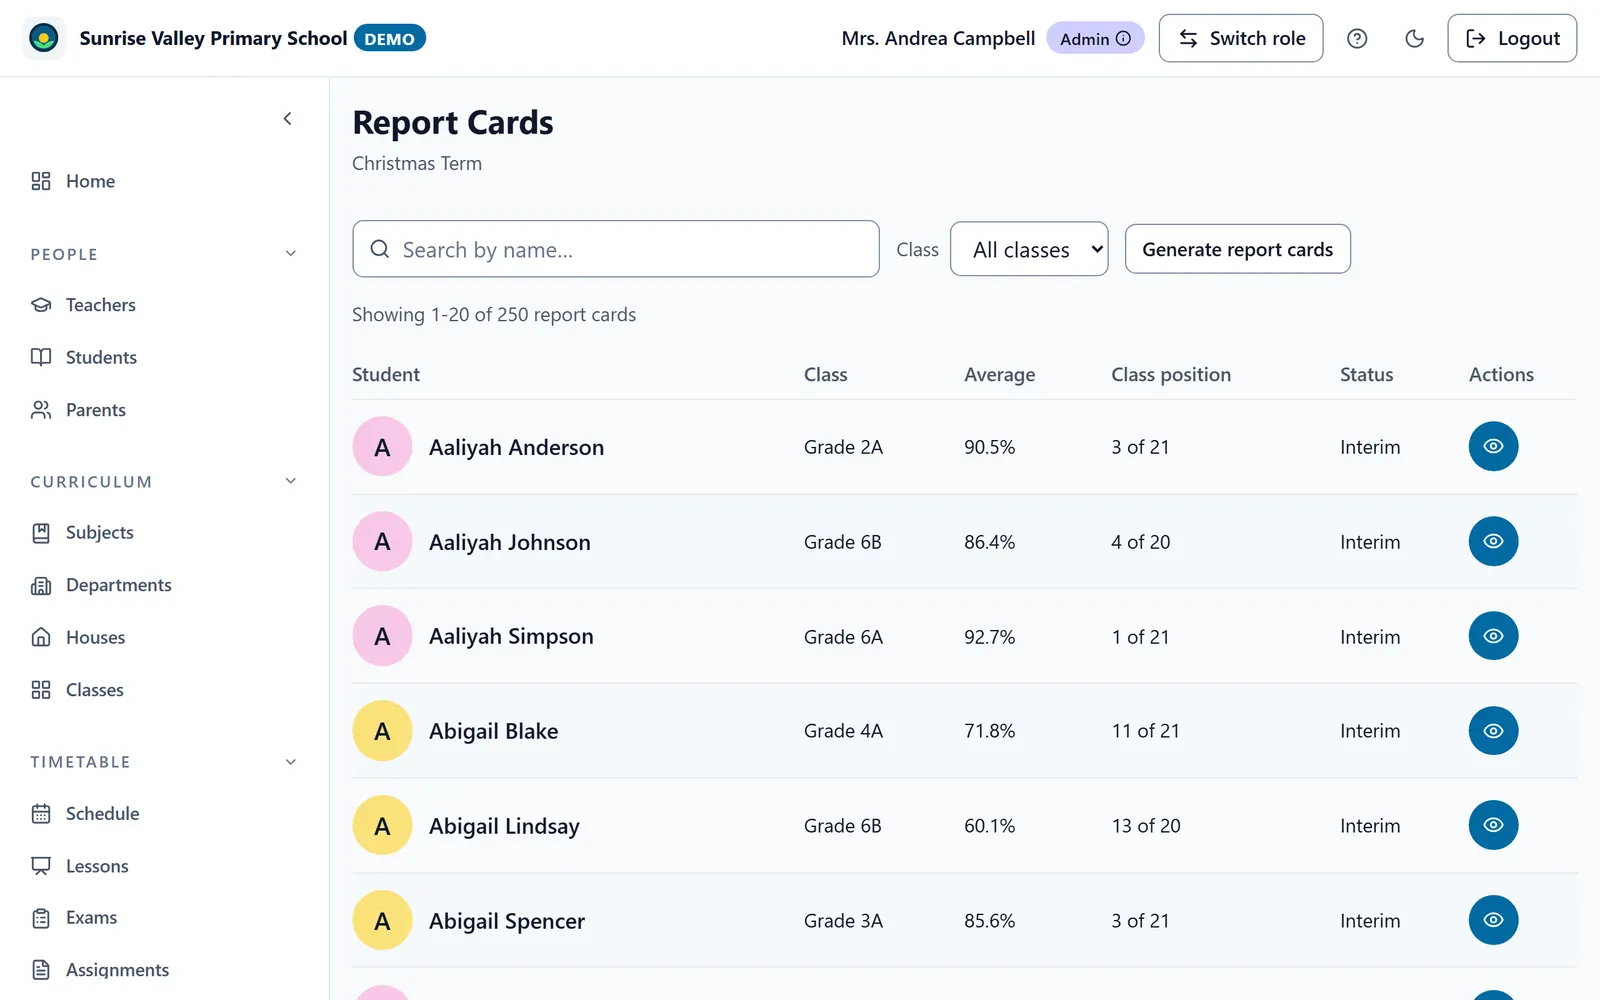 Sunrise Valley Primary School DEMO
Mrs. Andrea Campbell Admin Switch role Logout
Home
PEOPLE
Teachers
Students
Parents
CURRICULUM
Subjects
Departments
Houses
Classes
TIMETABLE
Schedule
Lessons
Exams
Assignments
Report Cards
Christmas Term
Search by name... Class All classes Generate report cards
Showing 1-20 of 250 report cards
Student Class Average Class position Status Actions
A Aaliyah Anderson Grade 2A 90.5% 3 of 21 Interim
A Aaliyah Johnson Grade 6B 86.4% 4 of 20 Interim
A Aaliyah Simpson Grade 6A 92.7% 1 of 21 Interim
A Abigail Blake Grade 4A 71.8% 11 of 21 Interim
A Abigail Lindsay Grade 6B 60.1% 13 of 20 Interim
A Abigail Spencer Grade 3A 85.6% 3 of 21 Interim